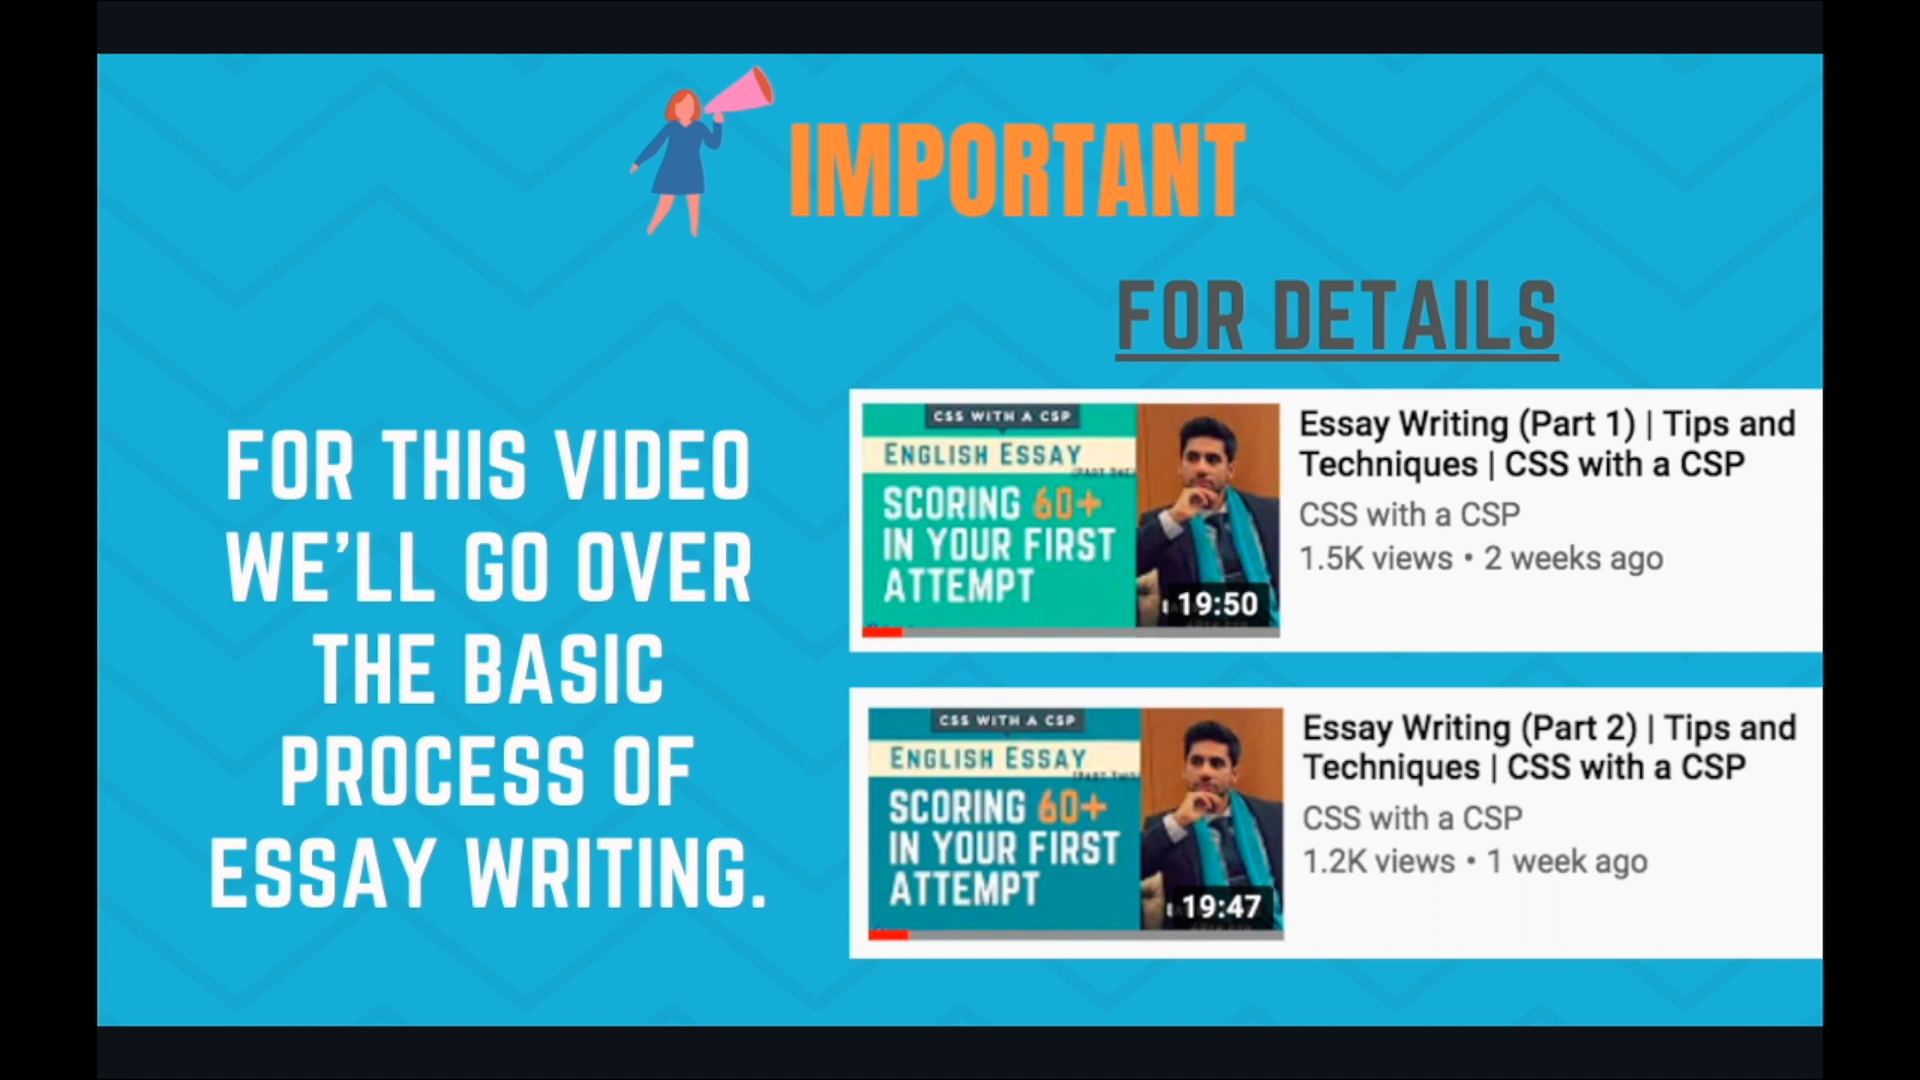 IMPORTANT
FOR DETAILS
FOR THIS VIDEO
WE'LL GO OVER
THE BASIC
PROCESS OF
ESSAY WRITING.
CSS WITH A CSP
ENGLISH ESSAY
(PART ONE)
SCORING 60+
IN YOUR FIRST
ATTEMPT
19:50
Essay Writing (Part 1) | Tips and
Techniques | CSS with a CSP
CSS with a CSP
1.5K views • 2 weeks ago
CSS WITH A CSP
ENGLISH ESSAY
(PART TWO)
SCORING 60+
IN YOUR FIRST
ATTEMPT
19:47
Essay Writing (Part 2) | Tips and
Techniques | CSS with a CSP
CSS with a CSP
1.2K views • 1 week ago